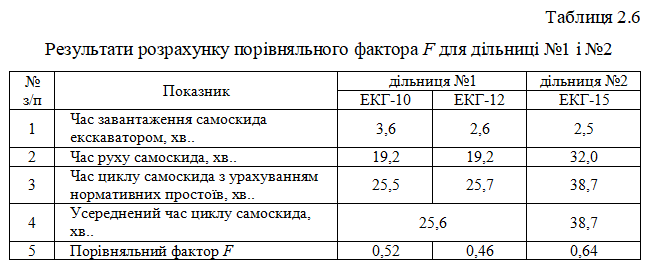 Таблиця 2.6
Результати розрахунку порівняльного фактора F для дільниці №1 і №2
№ з/п Показник дільниця №1 дільниця №2
ЕКГ-10 ЕКГ-12 ЕКГ-15
1 Час завантаження самоскида екскаватором, хв.. 3,6 2,6 2,5
2 Час руху самоскида, хв.. 19,2 19,2 32,0
3 Час циклу самоскида з урахуванням нормативних простоїв, хв.. 25,5 25,7 38,7
4 Усереднений час циклу самоскида, хв.. 25,6 38,7
5 Порівняльний фактор F 0,52 0,46 0,64